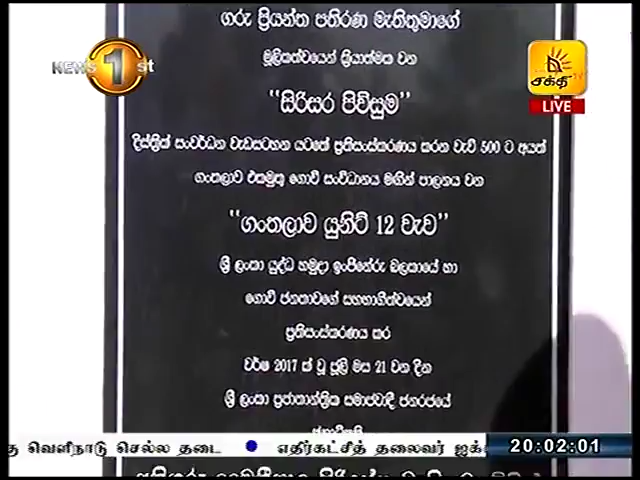 ගරු ප්‍රියන්ත පතිරණ මැතිතුමාගේ
NEWS 1st
සක්ති
මූලිකත්වයෙන් ක්‍රියාත්මක වන
சக்தி
LIVE
"සිරිසර පිවිසුම"
දිස්ත්‍රික් සංවර්ධන වැඩසටහන යටතේ ප්‍රතිසංස්කරණය කරන වැව් 500 ට අයත්
ගංතලාව එකමුතු ගොවි සංවිධානය මගින් පාලනය වන
"ගංතලාව යුනිට් 12 වැව"
ශ්‍රී ලංකා යුද්ධ හමුදා ඉංජිනේරු බලකායේ හා
ගොවි ජනතාවගේ සහභාගීත්වයෙන්
ප්‍රතිසංස්කරණය කර
වර්ෂ 2017 ක් වූ ජූලි මස 21 වන දින
ශ්‍රී ලංකා ප්‍රජාතාන්ත්‍රික සමාජවාදී ජනරජයේ
வெளிநாடு செல்ல தடை எதிர்கட்சித் தலைவர் ஐக்
20:02:01